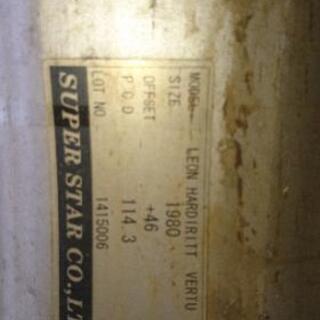 MODEL LEON HARDIRITT VERTU
SIZE 1980
OFFSET +46
P C D 114.3
LOT NO 1415006
SUPER STAR CO.,LT